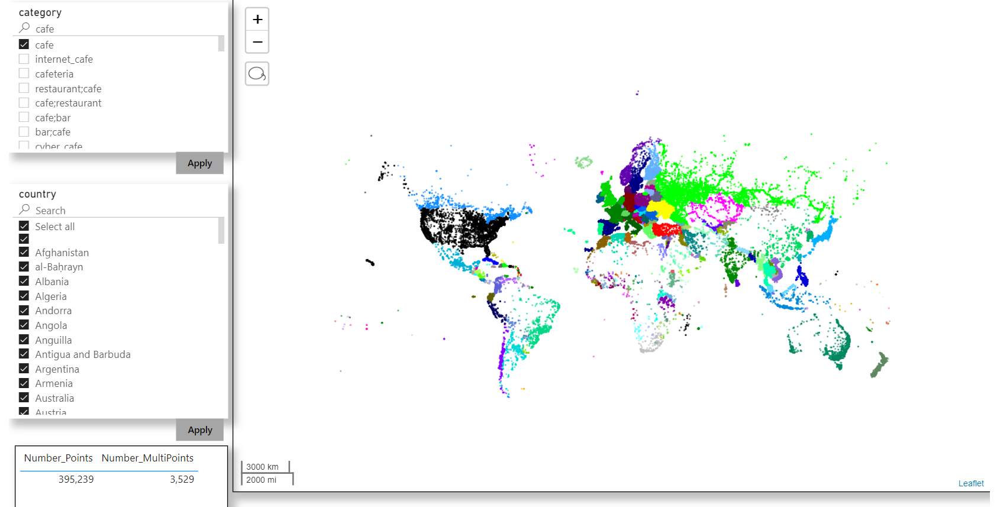 category
cafe
cafe
internet_cafe
cafeteria
restaurant;cafe
cafe;restaurant
cafe;bar
bar;cafe
cyber_cafe
Apply
country
Search
Select all
Afghanistan
al-Baḥrayn
Albania
Algeria
Andorra
Angola
Anguilla
Antigua and Barbuda
Argentina
Armenia
Australia
Austria
Apply
Number_Points Number_MultiPoints
395,239 3,529
+
−
3000 km
2000 mi
Leaflet